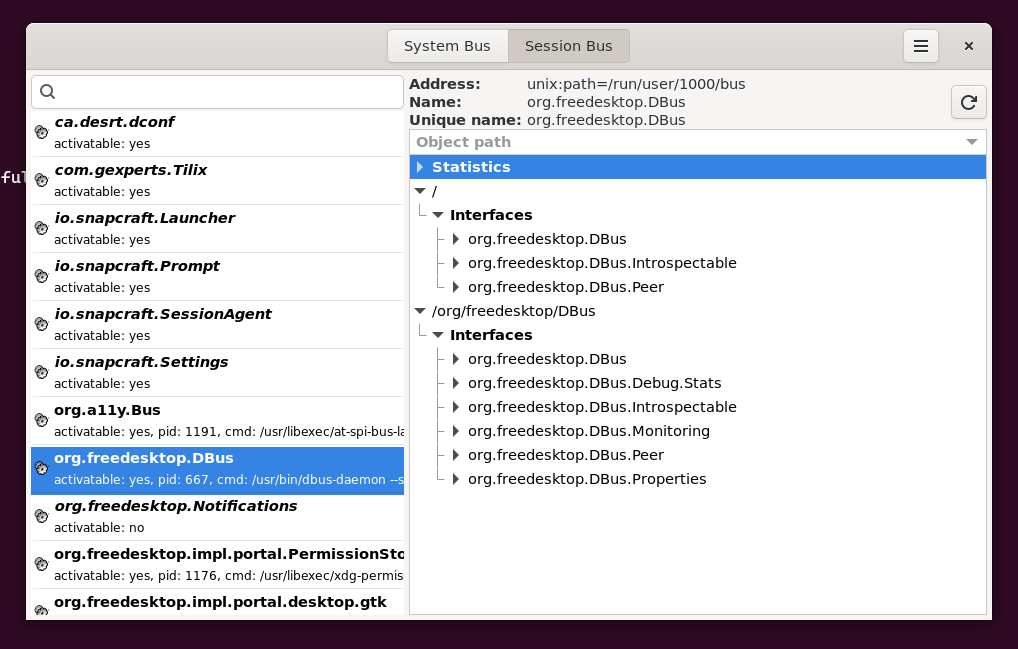 System Bus
Session Bus
ca.desrt.dconf
activatable: yes
com.gexperts.Tilix
activatable: yes
io.snapcraft.Launcher
activatable: yes
io.snapcraft.Prompt
activatable: yes
io.snapcraft.SessionAgent
activatable: yes
io.snapcraft.Settings
activatable: yes
org.a11y.Bus
activatable: yes, pid: 1191, cmd: /usr/libexec/at-spi-bus-la
org.freedesktop.DBus
activatable: yes, pid: 667, cmd: /usr/bin/dbus-daemon --s
org.freedesktop.Notifications
activatable: no
org.freedesktop.impl.portal.PermissionSto
activatable: yes, pid: 1176, cmd: /usr/libexec/xdg-permis
org.freedesktop.impl.portal.desktop.gtk
Address: unix:path=/run/user/1000/bus
Name: org.freedesktop.DBus
Unique name: org.freedesktop.DBus
Object path
Statistics
/
Interfaces
org.freedesktop.DBus
org.freedesktop.DBus.Introspectable
org.freedesktop.DBus.Peer
/org/freedesktop/DBus
Interfaces
org.freedesktop.DBus
org.freedesktop.DBus.Debug.Stats
org.freedesktop.DBus.Introspectable
org.freedesktop.DBus.Monitoring
org.freedesktop.DBus.Peer
org.freedesktop.DBus.Properties